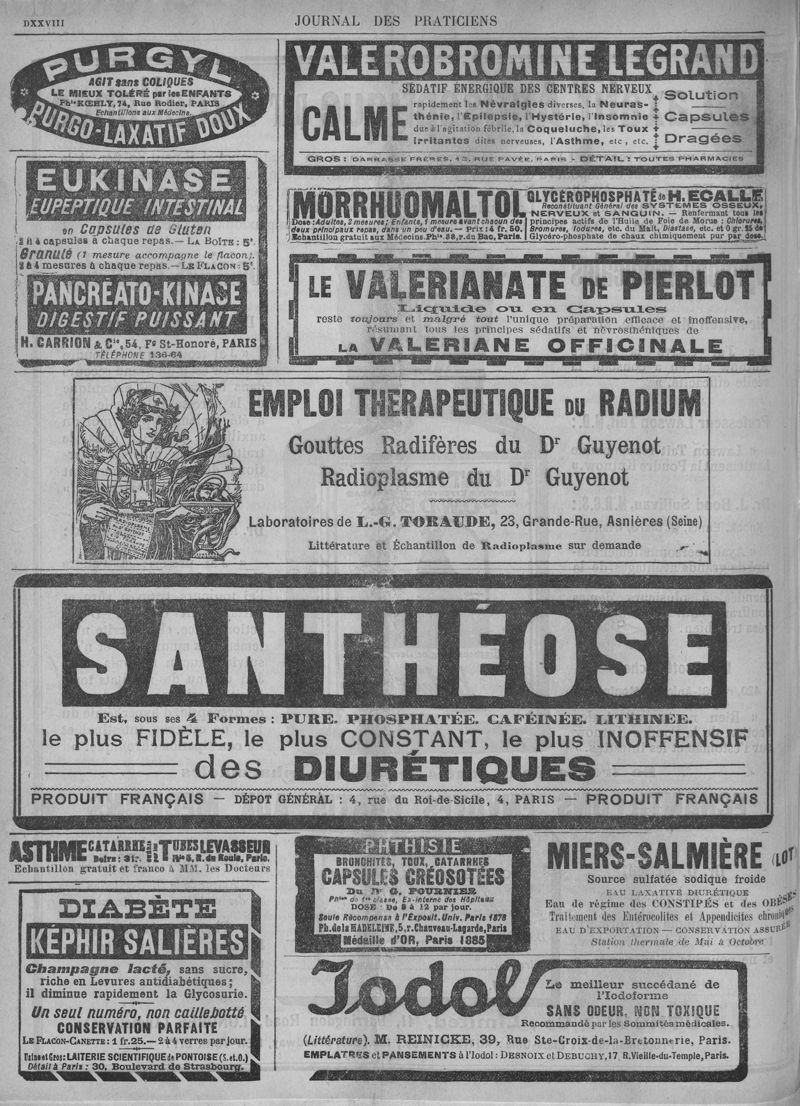 DXXVIII
JOURNAL DES PRATICIENS
PURGYL
AGIT sans COLIQUES
LE MIEUX TOLÉRÉ par les ENFANTS
Phie KŒHLY, 74, Rue Rodier, PARIS
Echantillons aux Médecins.
PURGO-LAXATIF DOUX
EUKINASE
EUPEPTIQUE INTESTINAL
en Capsules de Gluten
2 à 4 capsules à chaque repas.— LA BOÎTE: 5f.
Granulé (1 mesure accompagne le flacon).
2 à 4 mesures à chaque repas.—LE FLACON: 5f.
PANCRÉATO-KINASE
DIGESTIF PUISSANT
H. CARRION & Cie, 54, Fg St-Honoré, PARIS
TÉLÉPHONE 136-64
VALEROBROMINE LEGRAND
SÉDATIF ENERGIQUE DES CENTRES NERVEUX
CALME
rapidement les Névralgies diverses, la Neuras-
thénie, l'Epilepsie, l'Hystérie, l'Insomnie
due à l'agitation fébrile, la Coqueluche, les Toux
irritantes dites nerveuses, l'Asthme, etc, etc.
Solution
Capsules
Dragées
GROS: DARRASSE FRÈRES, 13, RUE PAVÉE, PARIS - DÉTAIL: TOUTES PHARMACIES
MORRHUOMALTOL
GLYCÉROPHOSPHATÉ de H. ECALLE
Reconstituant Général des SYSTEMES OSSEUX,
NERVEUX et SANGUIN. — Renfermant tous les
principes actifs de l'Huile de Foie de Morue: Chlorures,
Bromures, Iodures, etc. du Malt, Diastase, etc. et 0 gr. 25 de
Glycéro-phosphate de chaux chimiquement pur par dose.
Dose: Adultes, 2 mesures; Enfants, 1 mesure avant chacun des
deux principaux repas, dans un peu d'eau. — Prix: 4 fr. 50.
Echantillon gratuit aux Médecins. Phie 38, r. du Bac, Paris.
LE VALERIANATE DE PIERLOT
Liquide ou en Capsules
reste toujours et malgré tout l'unique préparation efficace et inoffensive,
résumant tous les principes sédatifs et névrosthéniques de
LA VALERIANE OFFICINALE
EMPLOI THERAPEUTIQUE DU RADIUM
Gouttes Radifères du Dr Guyenot
Radioplasme du Dr Guyenot
Laboratoires de L.-G. TORAUDE, 23, Grande-Rue, Asnières (Seine)
Littérature et Échantillon de Radioplasme sur demande
SANTHÉOSE
Est, sous ses 4 Formes: PURE. PHOSPHATÉE. CAFÉINÉE. LITHINEE.
le plus FIDÈLE, le plus CONSTANT, le plus INOFFENSIF
des DIURÉTIQUES
PRODUIT FRANÇAIS — DÉPOT GÉNÉRAL: 4, rue du Roi-de-Sicile, 4, PARIS — PRODUIT FRANÇAIS
ASTHME CATARRHE TUBES LEVASSEUR
Boite: 3 fr.
Echantillon gratuit et franco à MM. les Docteurs
DIABÈTE
KÉPHIR SALIÈRES
Champagne lacté, sans sucre,
riche en Levures antidiabétiques;
il diminue rapidement la Glycosurie.
Un seul numéro, non caillebotté
CONSERVATION PARFAITE
LE FLACON-CANETTE: 1 fr. 25.— 2 à 4 verres par jour.
LAITERIE SCIENTIFIQUE de PONTOISE (S.et O.)
Détail à Paris: 30, Boulevard de Strasbourg.
PHTHISIE
BRONCHITES, TOUX, CATARRHES
CAPSULES CRÉOSOTÉES
Du Dr G. FOURNIER
Phien de 1re classe, Ex-interne des Hôpitaux
DOSE: De 8 à 12 par jour.
Seule Récompensé à l'Exposit. Univ. Paris 1878
Ph. de la MADELEINE, 5, r. Chauveau-Lagarde, Paris
Médaille d'OR, Paris 1885
MIERS-SALMIÈRE (LOT)
Source sulfatée sodique froide
EAU LAXATIVE DIURÉTIQUE
Eau de régime des CONSTIPÉS et des OBÈSES
Traitement des Entérocolites et Appendicites chroniques
EAU D'EXPORTATION — CONSERVATION ASSURÉE
Station thermale de Mai à Octobre
Iodol
Le meilleur succédané de
l'Iodoforme
SANS ODEUR, NON TOXIQUE
Recommandé par les Sommités médicales.
(Littérature). M. REINICKE, 39, Rue Ste-Croix-de-la-Bretonnerie, Paris.
EMPLATRES et PANSEMENTS à l'Iodol: DESNOIX et DEBUCHY, 17, R. Vieille-du-Temple, Paris.